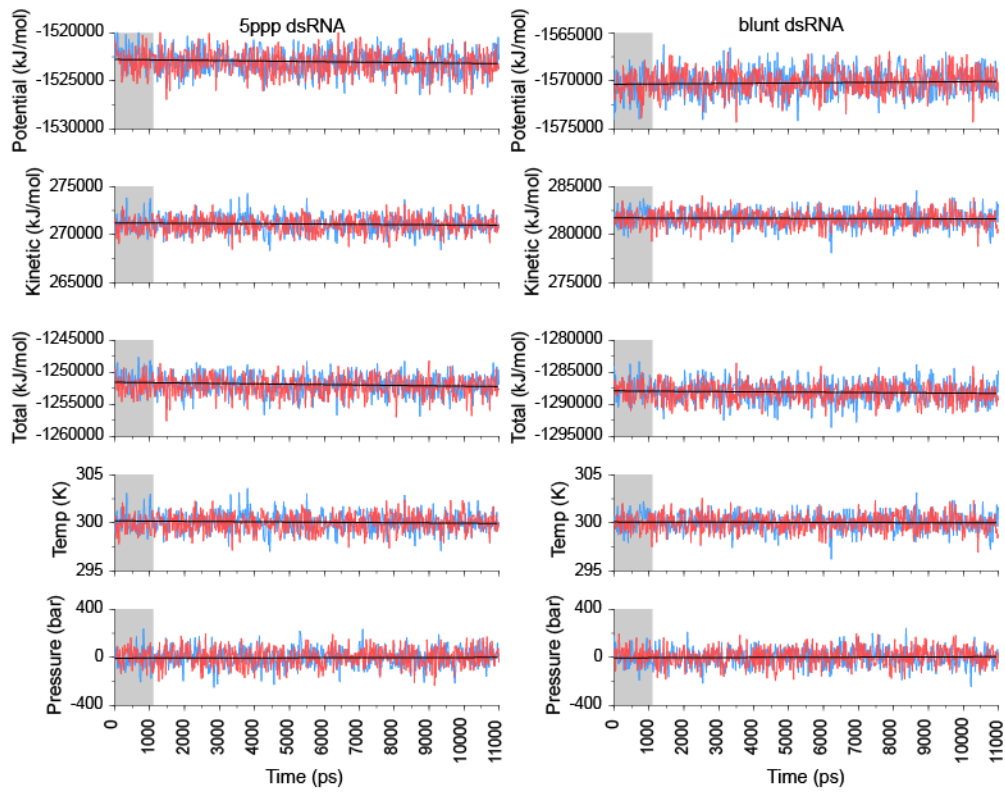 5ppp dsRNA
Potential (kJ/mol)
-1520000
-1525000
-1530000
Kinetic (kJ/mol)
275000
270000
265000
Total (kJ/mol)
-1245000
-1250000
-1255000
-1260000
Temp (K)
305
300
295
Pressure (bar)
400
0
-400
0 1000 2000 3000 4000 5000 6000 7000 8000 9000 10000 11000
Time (ps)
blunt dsRNA
Potential (kJ/mol)
-1565000
-1570000
-1575000
Kinetic (kJ/mol)
285000
280000
275000
Total (kJ/mol)
-1280000
-1285000
-1290000
-1295000
Temp (K)
305
300
295
Pressure (bar)
400
0
-400
0 1000 2000 3000 4000 5000 6000 7000 8000 9000 10000 11000
Time (ps)